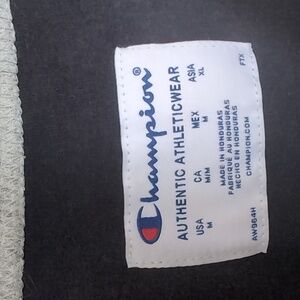 Champion®
AUTHENTIC ATHLETICWEAR
USA CA MEX ASIA
M M/M M XL
MADE IN HONDURAS
FABRIQUÉ AU HONDURAS
HECHO EN HONDURAS
CHAMPION.COM
AW964H FTX